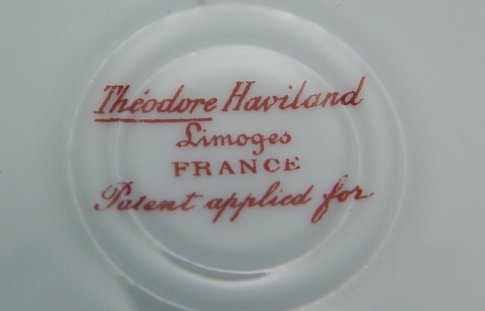 Théodore Haviland
Limoges
FRANCE
Patent applied for